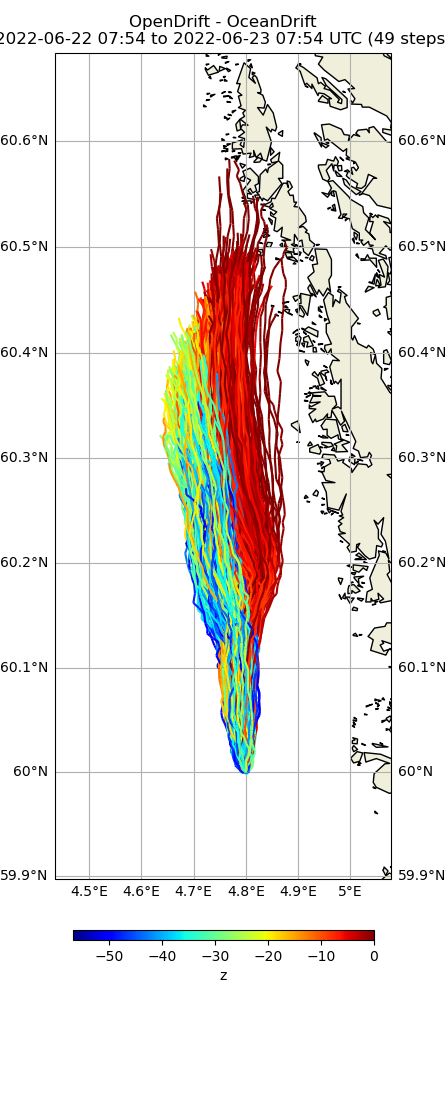 OpenDrift - OceanDrift
2022-06-22 07:54 to 2022-06-23 07:54 UTC (49 steps
60.6°N 60.6°N
60.5°N 60.5°N
60.4°N 60.4°N
60.3°N 60.3°N
60.2°N 60.2°N
60.1°N 60.1°N
60°N 60°N
59.9°N 59.9°N
4.5°E 4.6°E 4.7°E 4.8°E 4.9°E 5°E
−50 −40 −30 −20 −10 0
z